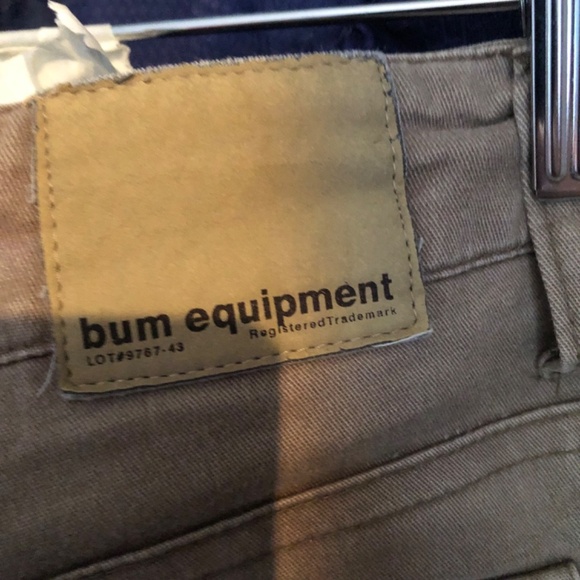 bum equipment
RegisteredTrademark
LOT#9767-43